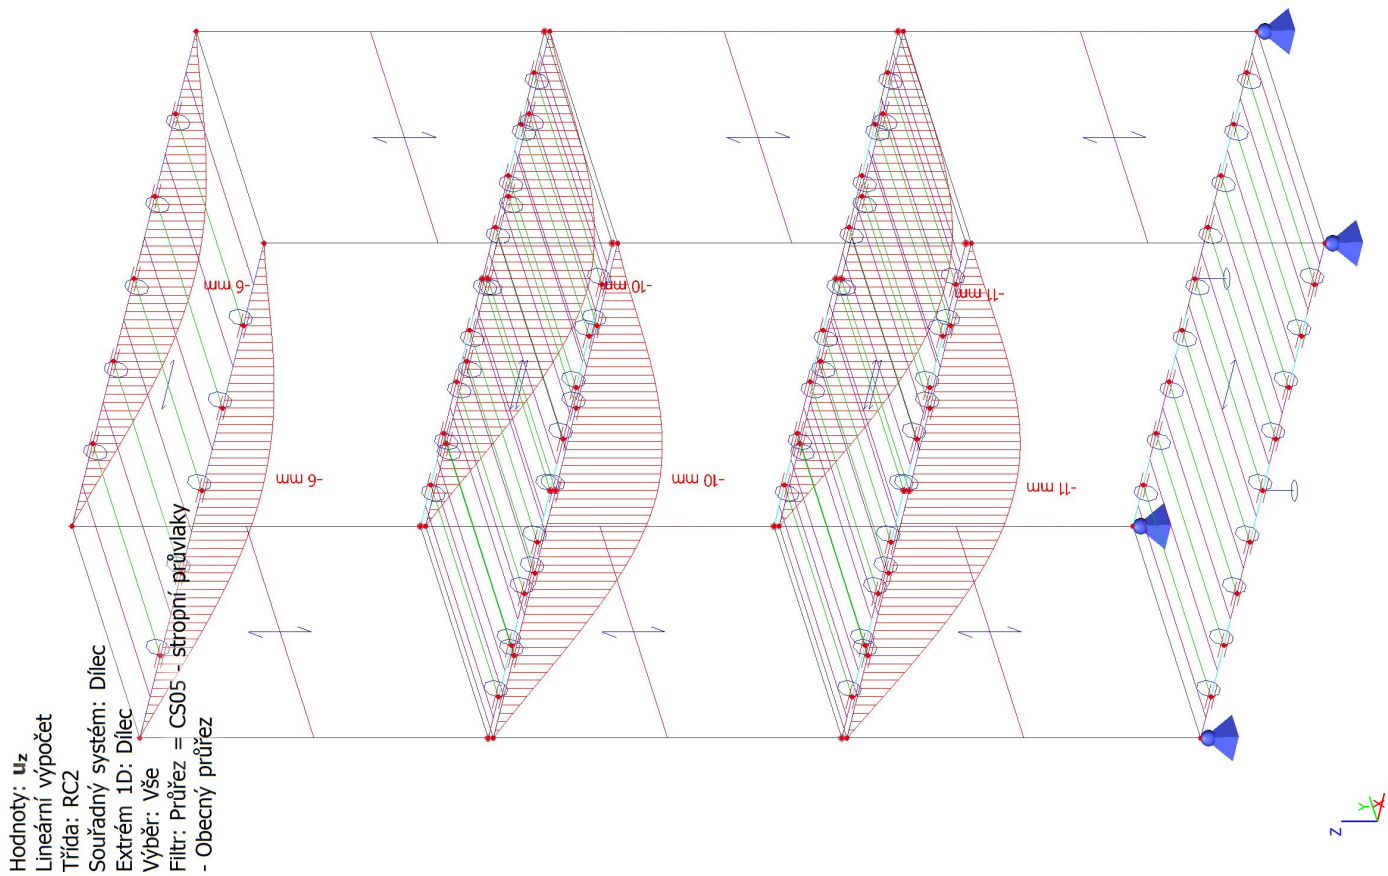 Hodnoty: uz
Lineární výpočet
Třída: RC2
Souřadný systém: Dílec
Extrém 1D: Dílec
Výběr: Vše
Filtr: Průřez = CS05 - stropní průvlaky
- Obecný průřez
-6 mm
-6 mm
-10 mm
-10 mm
-11 mm
-11 mm
Z
Y
X